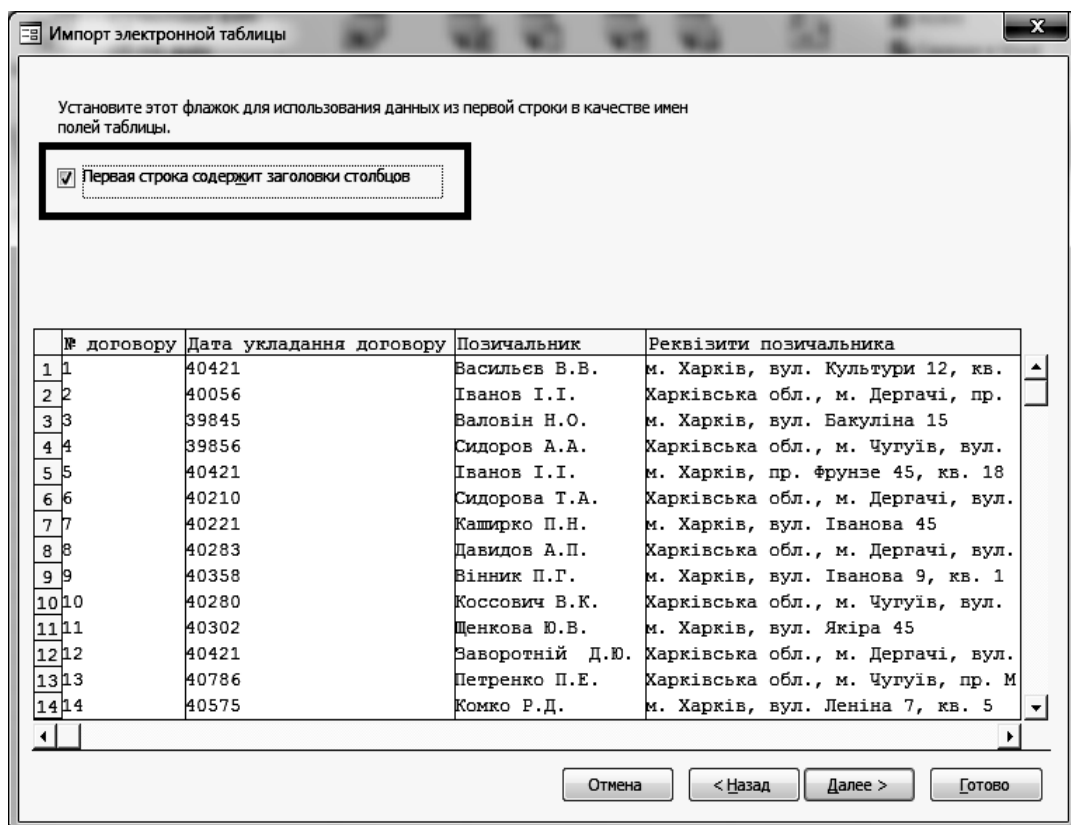 Импорт электронной таблицы
Установите этот флажок для использования данных из первой строки в качестве имен
полей таблицы.
Первая строка содержит заголовки столбцов
№ договору Дата укладання договору Позичальник Реквізити позичальника
1 1 40421 Васильєв В.В. м. Харків, вул. Культури 12, кв.
2 2 40056 Іванов І.І. Харківська обл., м. Дергачі, пр.
3 3 39845 Валовін Н.О. м. Харків, вул. Бакуліна 15
4 4 39856 Сидоров А.А. Харківська обл., м. Чугуїв, вул.
5 5 40421 Іванов І.І. м. Харків, пр. Фрунзе 45, кв. 18
6 6 40210 Сидорова Т.А. Харківська обл., м. Дергачі, вул.
7 7 40221 Каширко П.Н. м. Харків, вул. Іванова 45
8 8 40283 Давидов А.П. Харківська обл., м. Дергачі, вул.
9 9 40358 Вінник П.Г. м. Харків, вул. Іванова 9, кв. 1
10 10 40280 Коссович В.К. Харківська обл., м. Чугуїв, вул.
11 11 40302 Щенкова Ю.В. м. Харків, вул. Якіра 45
12 12 40421 Заворотній Д.Ю. Харківська обл., м. Дергачі, вул.
13 13 40786 Петренко П.Е. Харківська обл., м. Чугуїв, пр. М
14 14 40575 Комко Р.Д. м. Харків, вул. Леніна 7, кв. 5
Отмена < Назад Далее > Готово